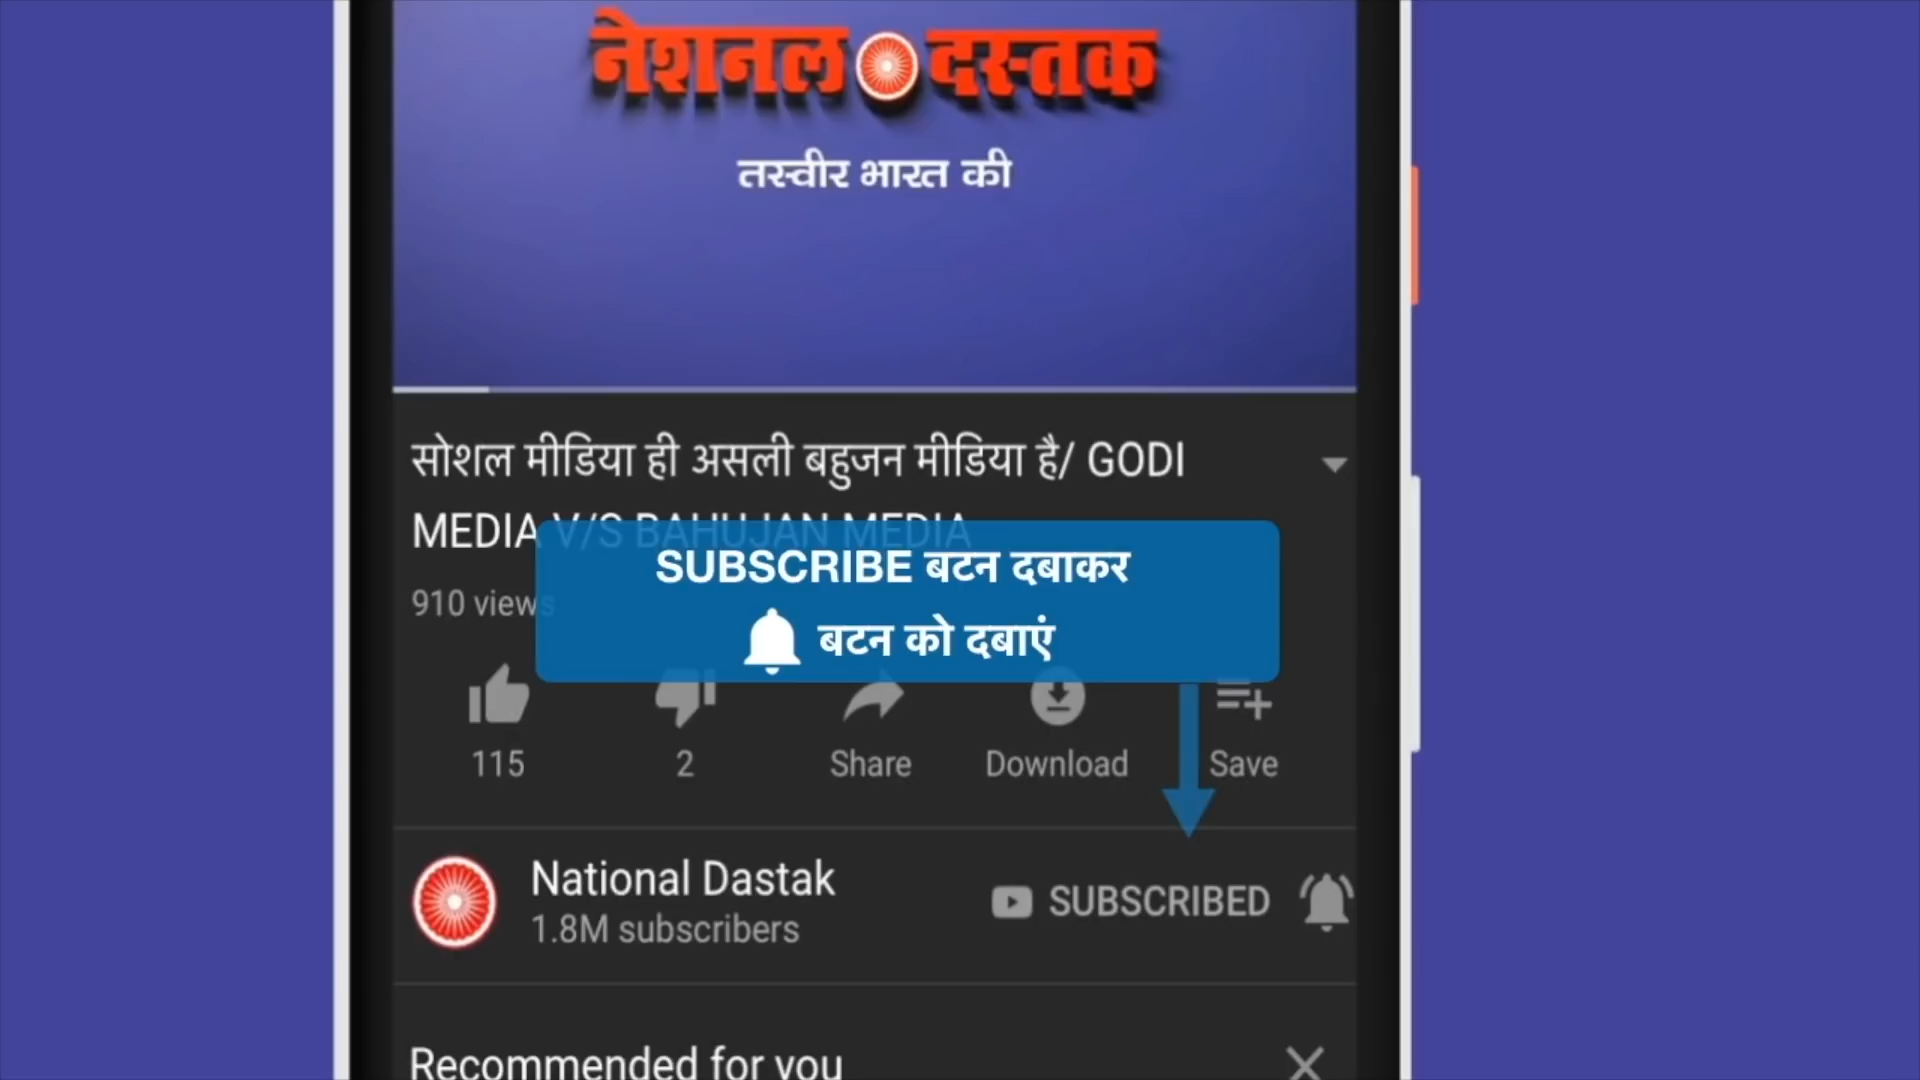 नेशनल दस्तक
तस्वीर भारत की
सोशल मीडिया ही असली बहुजन मीडिया है/ GODI
MEDIA V/S BAHUJAN MEDIA
910 views
SUBSCRIBE बटन दबाकर
बटन को दबाएं
115
2
Share
Download
Save
National Dastak
1.8M subscribers
SUBSCRIBED
Recommended for you